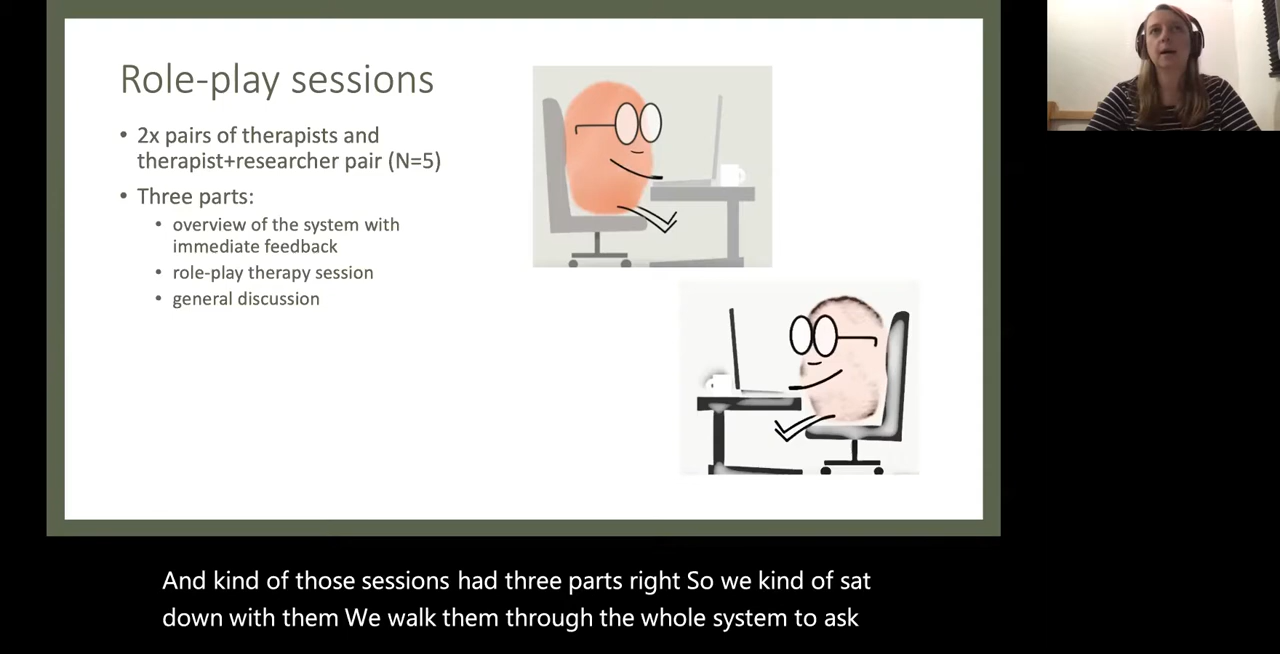 Role-play sessions
• 2x pairs of therapists and
therapist+researcher pair (N=5)
• Three parts:
• overview of the system with
immediate feedback
• role-play therapy session
• general discussion
And kind of those sessions had three parts right So we kind of sat
down with them We walk them through the whole system to ask